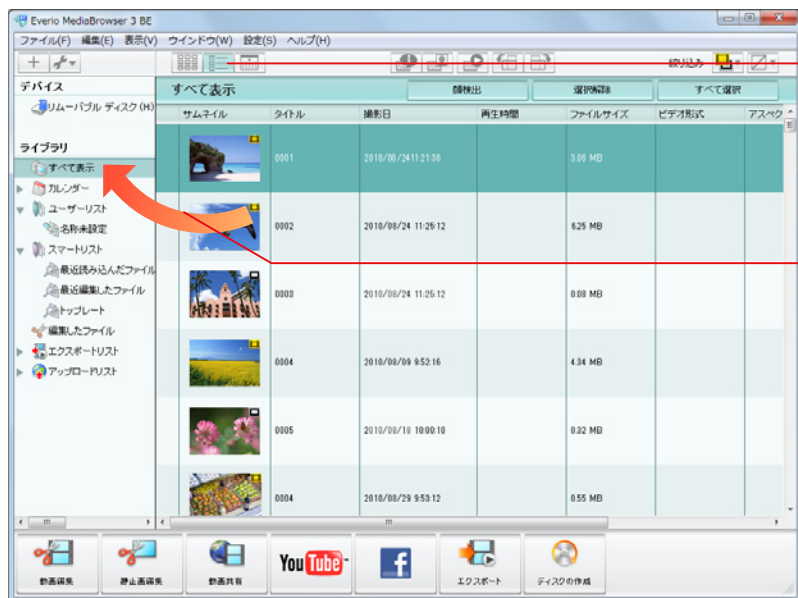 Everio MediaBrowser 3 BE
ファイル(F) 編集(E) 表示(V) ウインドウ(W) 設定(S) ヘルプ(H)
絞り込み
デバイス
リムーバブル ディスク (H)
ライブラリ
すべて表示
カレンダー
ユーザーリスト
名称未設定
スマートリスト
最近読み込んだファイル
最近編集したファイル
トップレート
編集したファイル
エクスポートリスト
アップロードリスト
すべて表示 顔検出 選択解除 すべて選択
サムネイル タイトル 撮影日 再生時間 ファイルサイズ ビデオ形式 アスペク
0001 2010/08/24 11:21:38 3.86 MB
0002 2010/08/24 11:25:12 6.25 MB
0003 2010/08/24 11:25:12 0.08 MB
0004 2010/08/09 9:52:16 4.34 MB
0005 2010/08/18 10:00:10 0.32 MB
0004 2010/08/29 9:53:12 0.55 MB
動画編集 静止画編集 動画共有 YouTube f エクスポート ディスクの作成